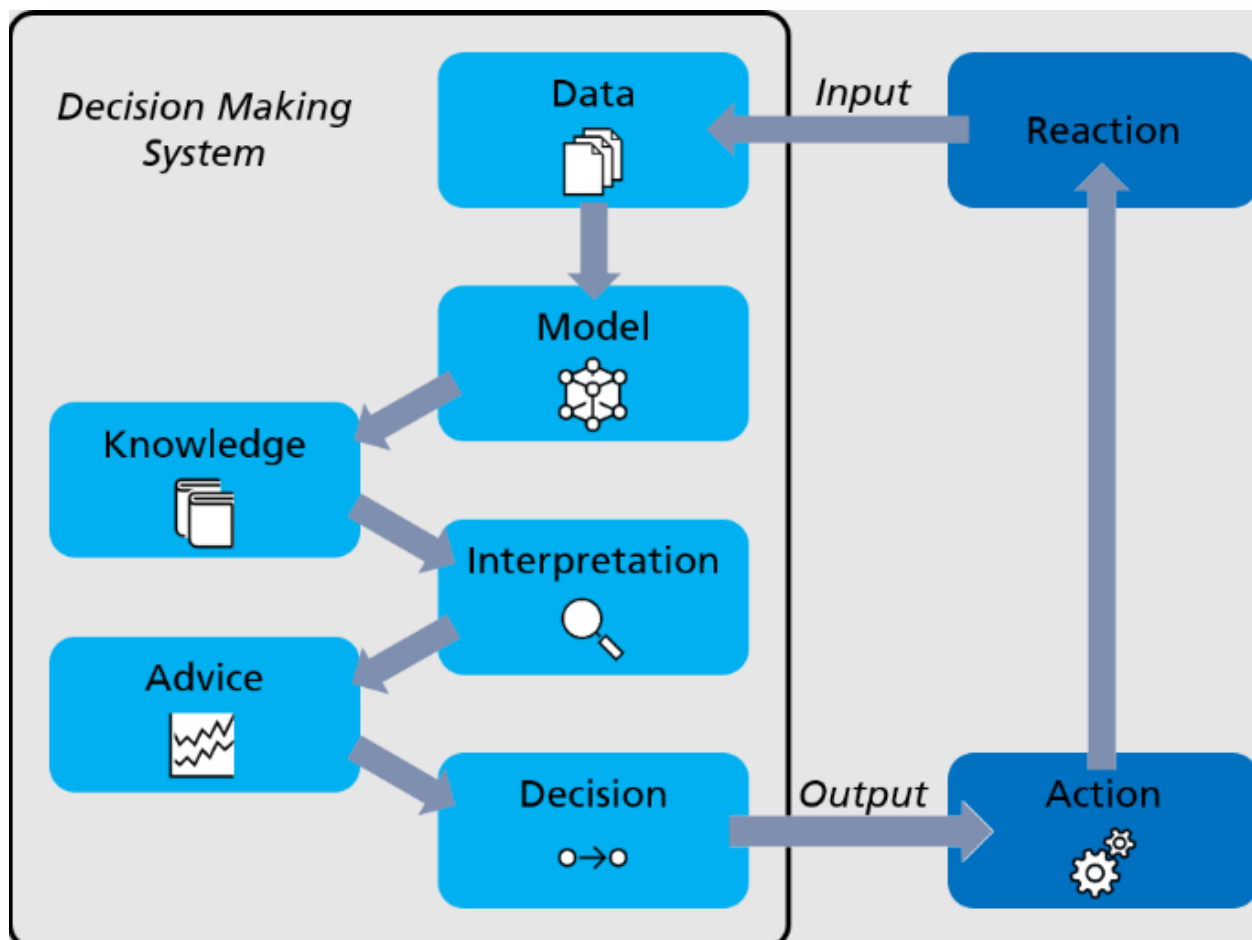 Decision Making
System
Data
Input
Reaction
Model
Knowledge
Interpretation
Advice
Decision
Output
Action